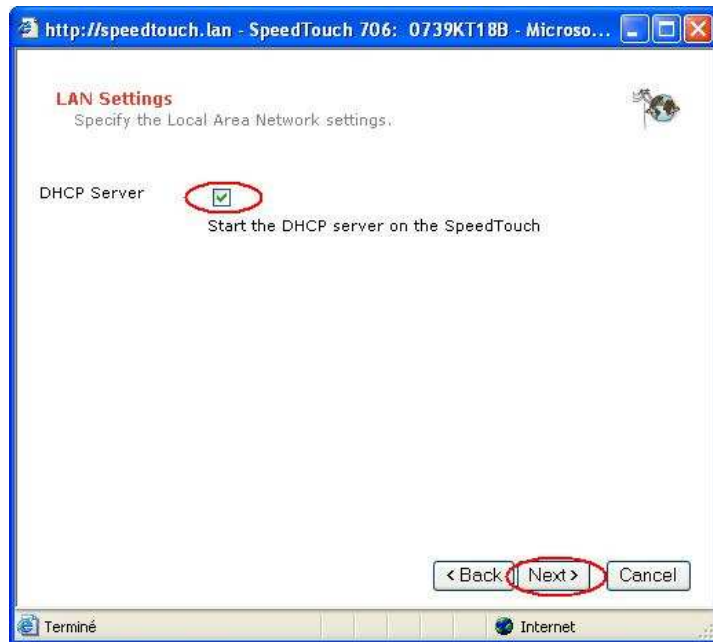 http://speedtouch.lan - SpeedTouch 706: 0739KT18B - Microso...
LAN Settings
Specify the Local Area Network settings.
DHCP Server
Start the DHCP server on the SpeedTouch
< Back Next > Cancel
Terminé Internet